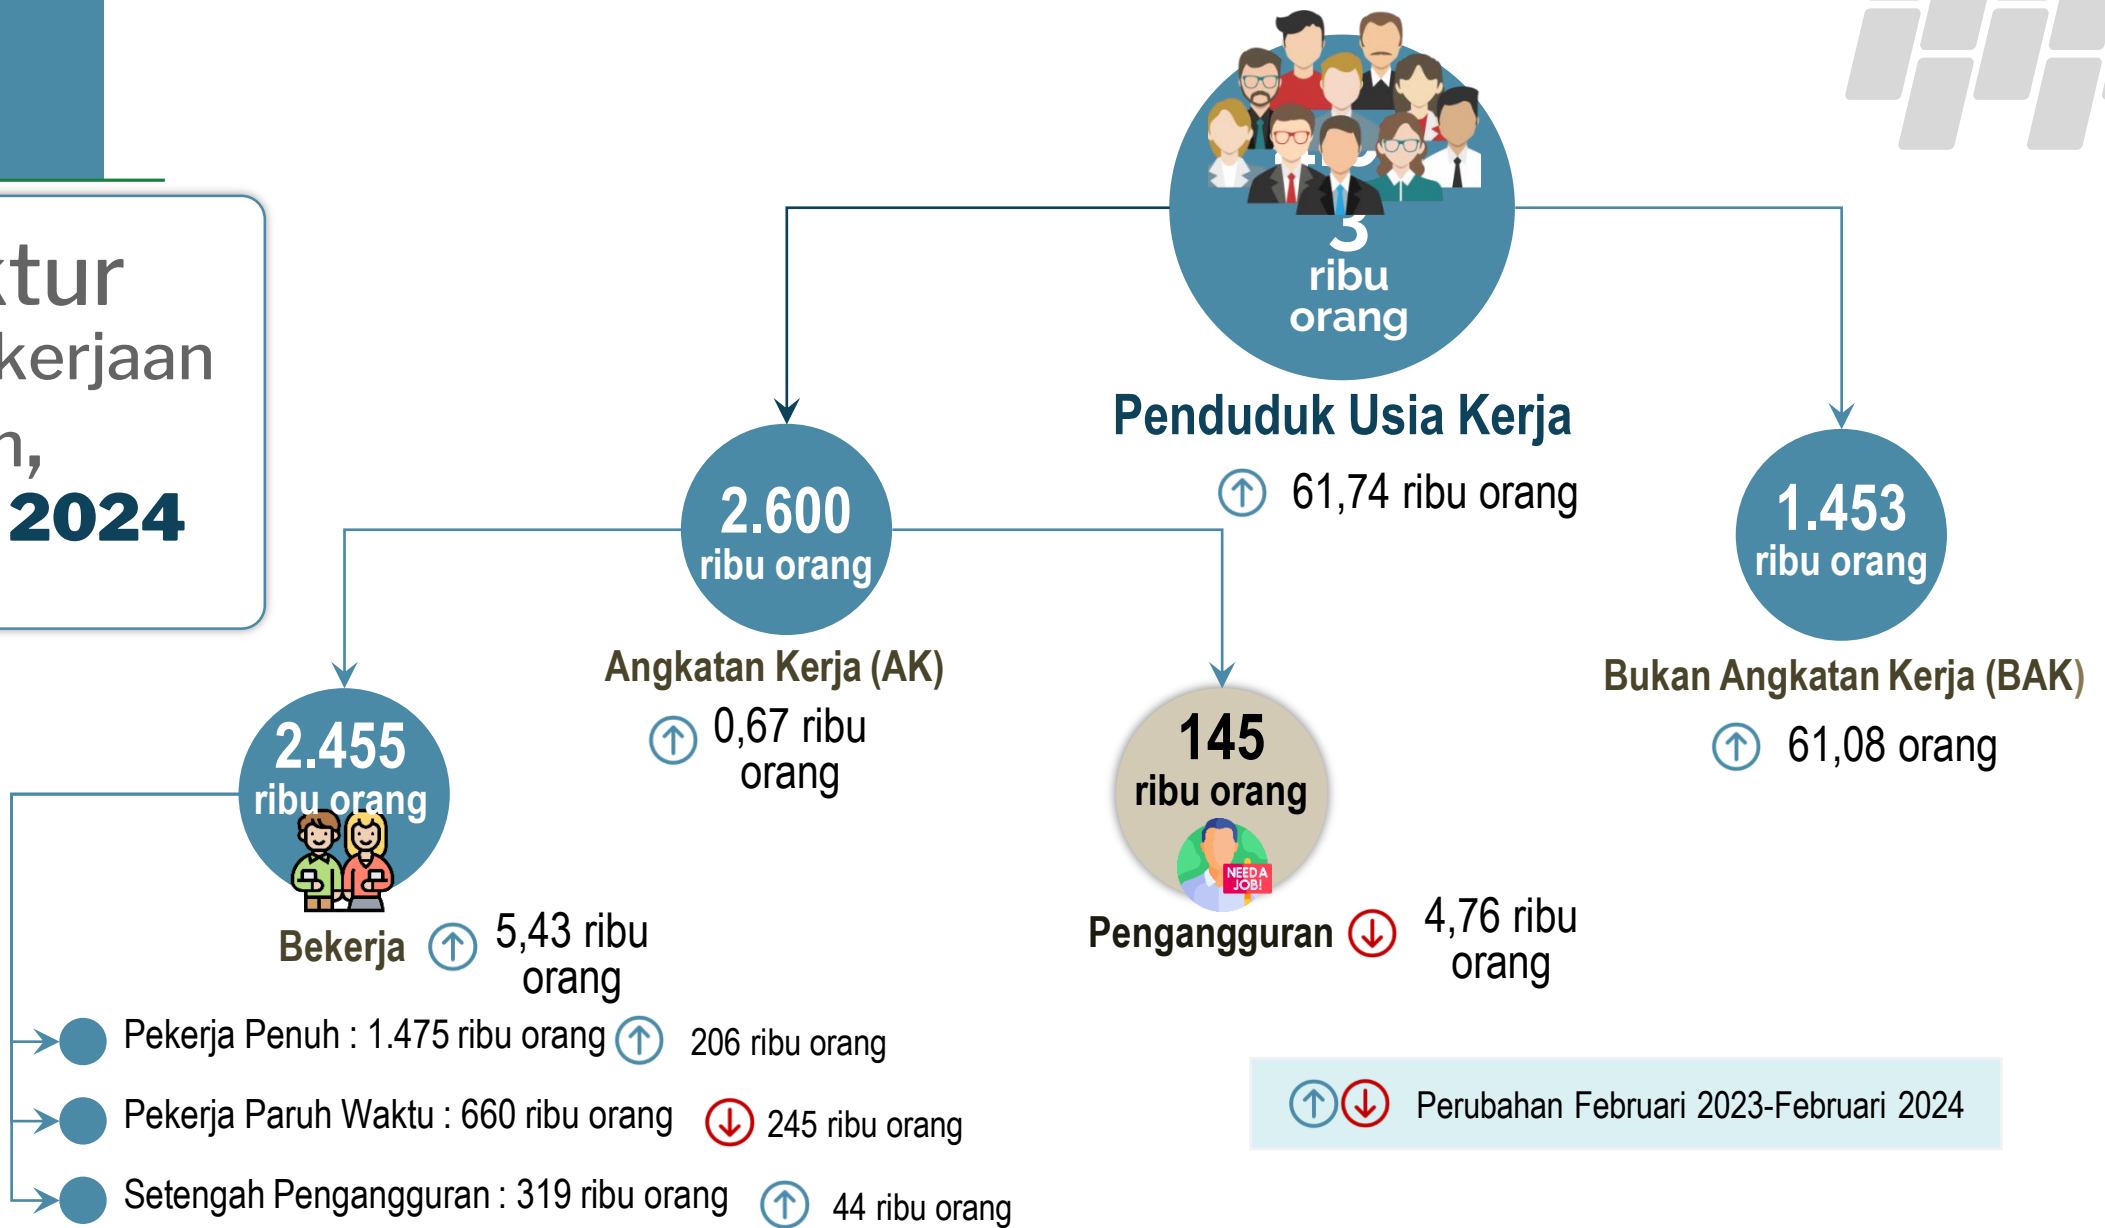 ktur
kerjaan
n,
2024
3
ribu
orang
Penduduk Usia Kerja
61,74 ribu orang
2.600
ribu orang
Angkatan Kerja (AK)
0,67 ribu
orang
1.453
ribu orang
Bukan Angkatan Kerja (BAK)
61,08 orang
2.455
ribu orang
Bekerja
5,43 ribu
orang
145
ribu orang
NEED A
JOB!
Pengangguran
4,76 ribu
orang
Pekerja Penuh : 1.475 ribu orang 206 ribu orang
Pekerja Paruh Waktu : 660 ribu orang 245 ribu orang
Setengah Pengangguran : 319 ribu orang 44 ribu orang
Perubahan Februari 2023-Februari 2024